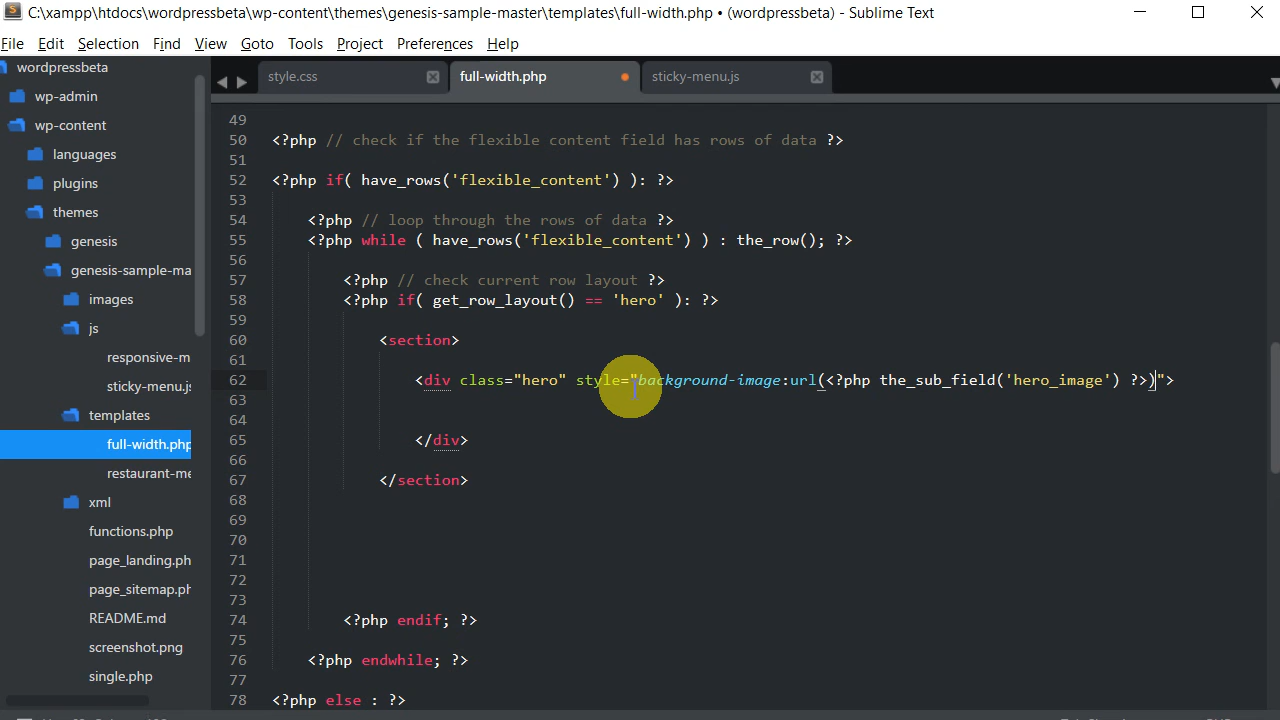 C:\xampp\htdocs\wordpressbeta\wp-content\themes\genesis-sample-master\templates\full-width.php • (wordpressbeta) - Sublime Text
File Edit Selection Find View Goto Tools Project Preferences Help
wordpressbeta
wp-admin
wp-content
languages
plugins
themes
genesis
genesis-sample-ma
images
js
responsive-m
sticky-menu.js
templates
full-width.php
restaurant-me
xml
functions.php
page_landing.ph
page_sitemap.ph
README.md
screenshot.png
single.php
style.css full-width.php sticky-menu.js
49
50 <?php // check if the flexible content field has rows of data ?>
51
52 <?php if( have_rows('flexible_content') ): ?>
53
54 <?php // loop through the rows of data ?>
55 <?php while ( have_rows('flexible_content') ) : the_row(); ?>
56
57 <?php // check current row layout ?>
58 <?php if( get_row_layout() == 'hero' ): ?>
59
60 <section>
61
62 <div class="hero" style="background-image:url(<?php the_sub_field('hero_image') ?>)">
63
64
65 </div>
66
67 </section>
68
69
70
71
72
73
74 <?php endif; ?>
75
76 <?php endwhile; ?>
77
78 <?php else : ?>